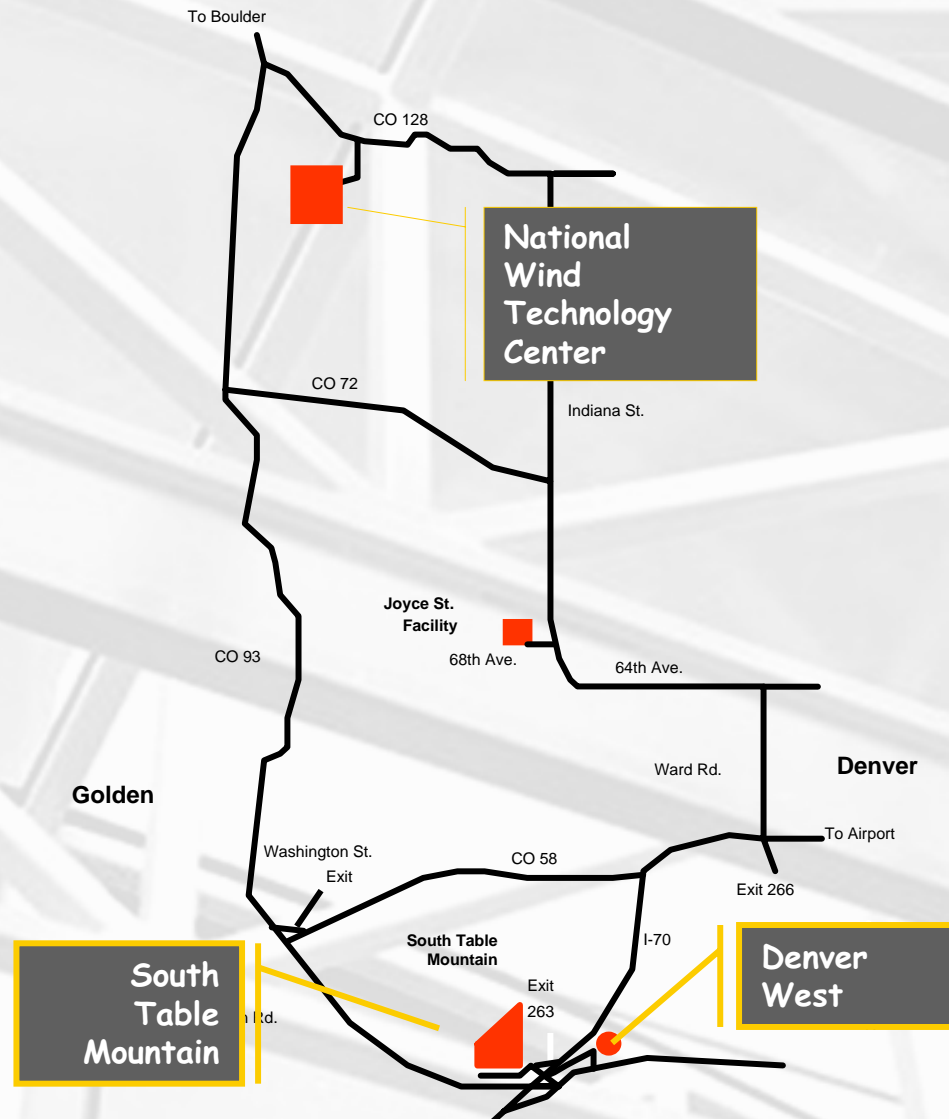 To Boulder
CO 128
National
Wind
Technology
Center
CO 72
Indiana St.
Joyce St.
Facility
68th Ave.
64th Ave.
CO 93
Ward Rd.
Denver
Golden
To Airport
Washington St.
Exit
CO 58
Exit 266
South Table
Mountain
I-70
Exit
263
Denver
West
South
Table
Mountain
Rd.